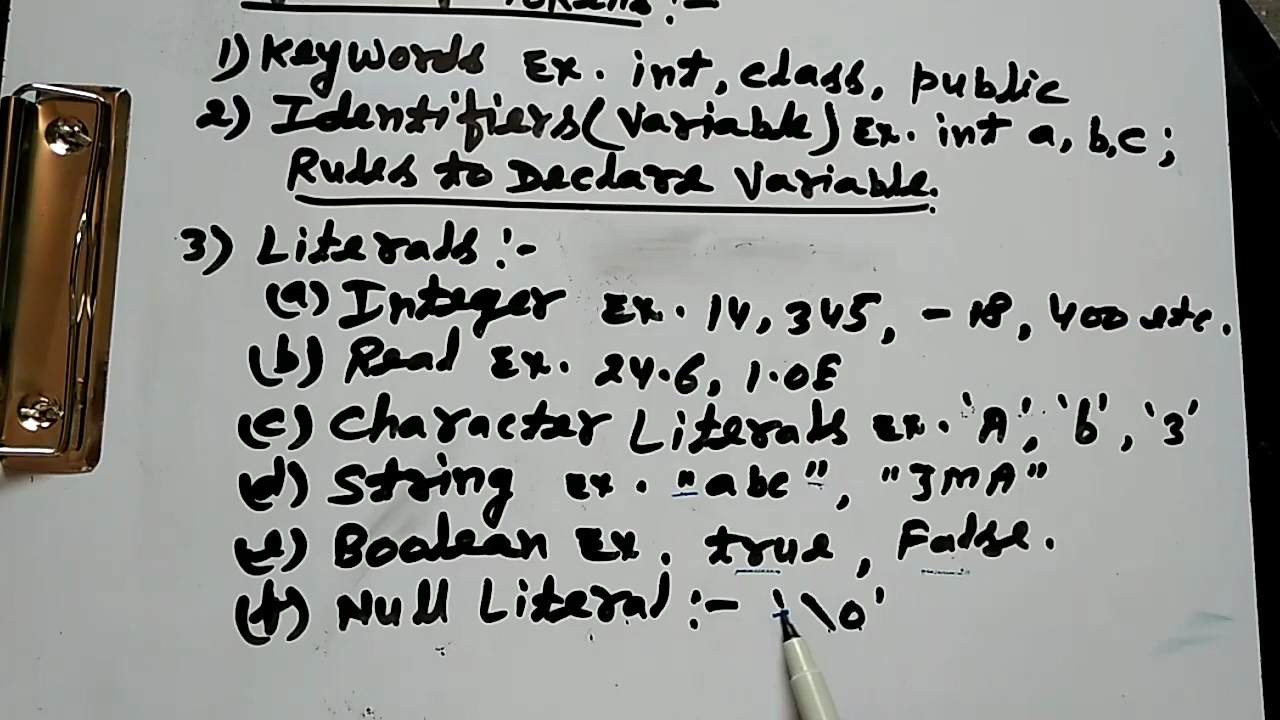 Tokens :-
1) Keywords Ex. int, class, public
2) Identifiers (Variable) Ex. int a, b, c ;
Rules to Declare Variable.
3) Literals :-
(a) Integer Ex. 14, 345, -18, 400 etc.
(b) Real Ex. 24.6, 1.0E
(c) Character Literals Ex. 'A', 'b', '3'
(d) String Ex. "abc", "3MA"
(e) Boolean Ex. true, False.
(f) Null Literal :- '\0'